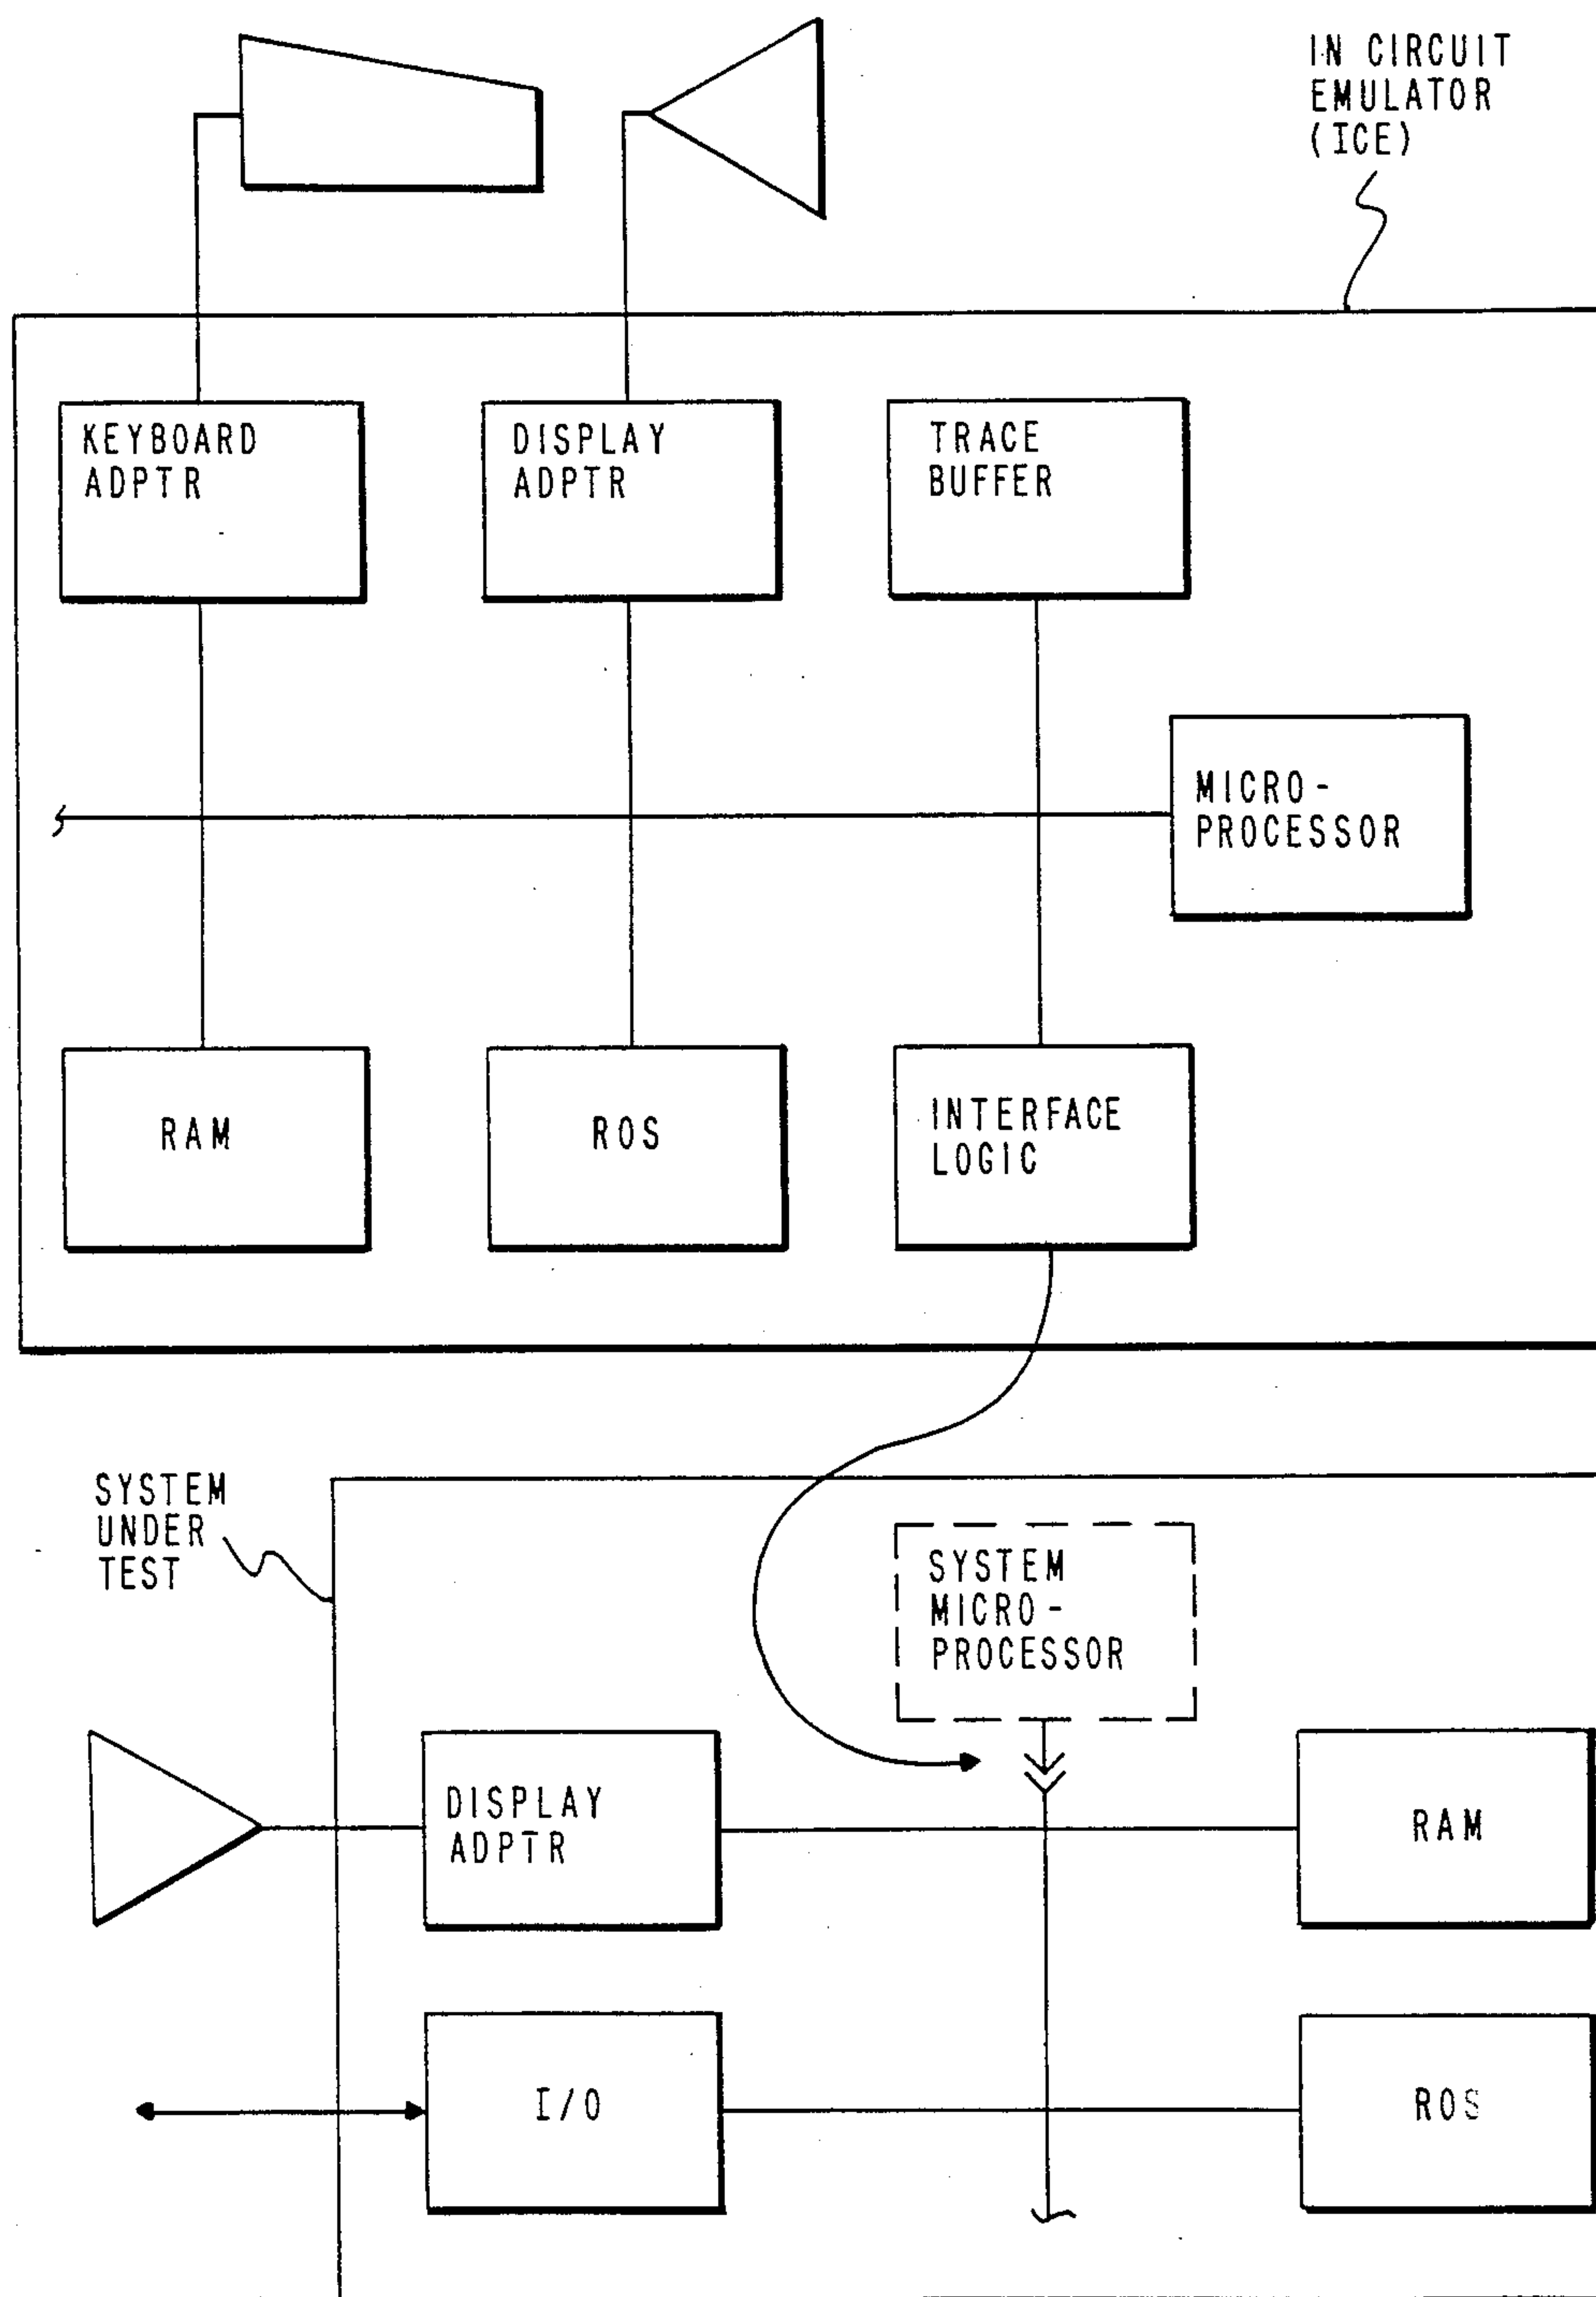 IN CIRCUIT
EMULATOR
(ICE)
KEYBOARD
ADPTR
DISPLAY
ADPTR
TRACE
BUFFER
MICRO-
PROCESSOR
RAM
ROS
INTERFACE
LOGIC
SYSTEM
UNDER
TEST
SYSTEM
MICRO-
PROCESSOR
DISPLAY
ADPTR
RAM
I/O
ROS